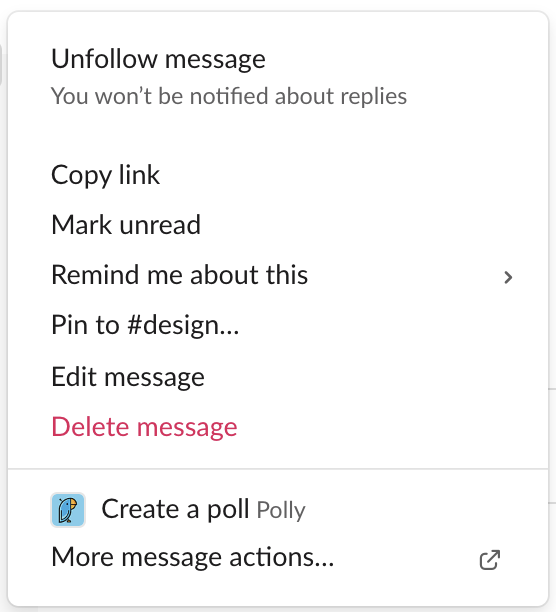 Unfollow message
You won’t be notified about replies
Copy link
Mark unread
Remind me about this
Pin to #design…
Edit message
Delete message
Create a poll Polly
More message actions…